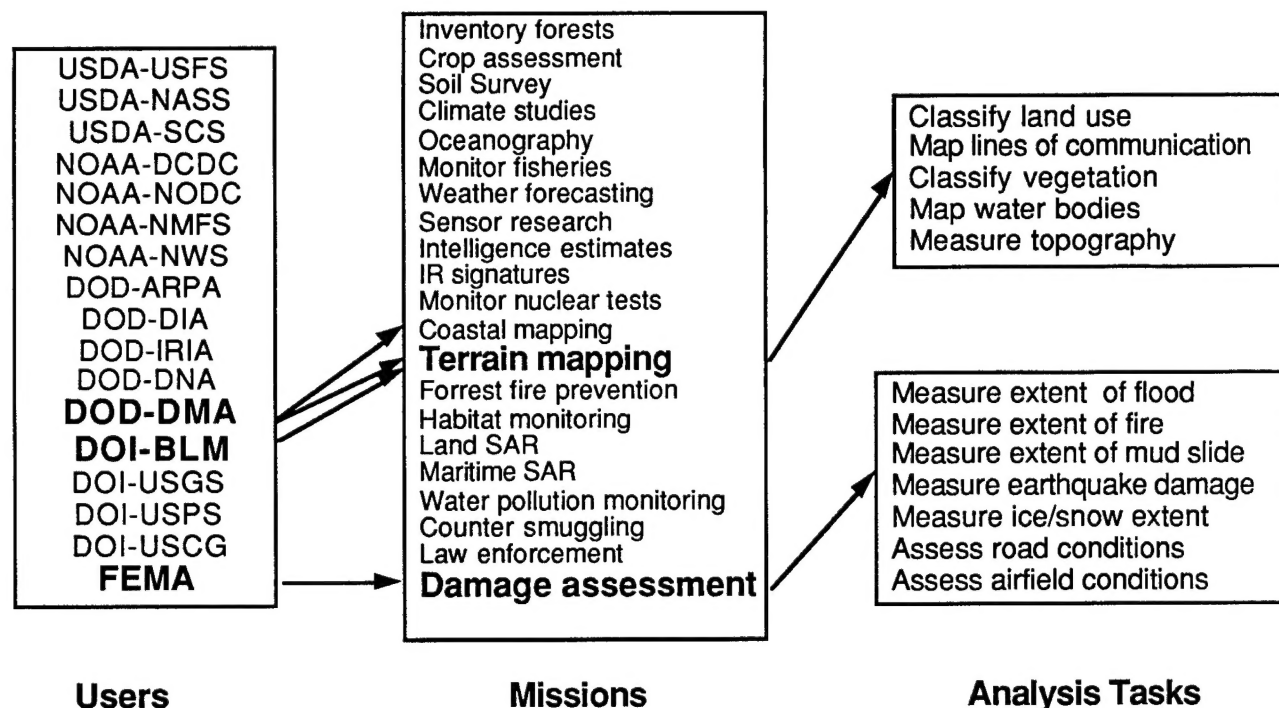 USDA-USFS
USDA-NASS
USDA-SCS
NOAA-DCDC
NOAA-NODC
NOAA-NMFS
NOAA-NWS
DOD-ARPA
DOD-DIA
DOD-IRIA
DOD-DNA
DOD-DMA
DOI-BLM
DOI-USGS
DOI-USPS
DOI-USCG
FEMA
Users
Inventory forests
Crop assessment
Soil Survey
Climate studies
Oceanography
Monitor fisheries
Weather forecasting
Sensor research
Intelligence estimates
IR signatures
Monitor nuclear tests
Coastal mapping
Terrain mapping
Forrest fire prevention
Habitat monitoring
Land SAR
Maritime SAR
Water pollution monitoring
Counter smuggling
Law enforcement
Damage assessment
Missions
Classify land use
Map lines of communication
Classify vegetation
Map water bodies
Measure topography
Measure extent of flood
Measure extent of fire
Measure extent of mud slide
Measure earthquake damage
Measure ice/snow extent
Assess road conditions
Assess airfield conditions
Analysis Tasks